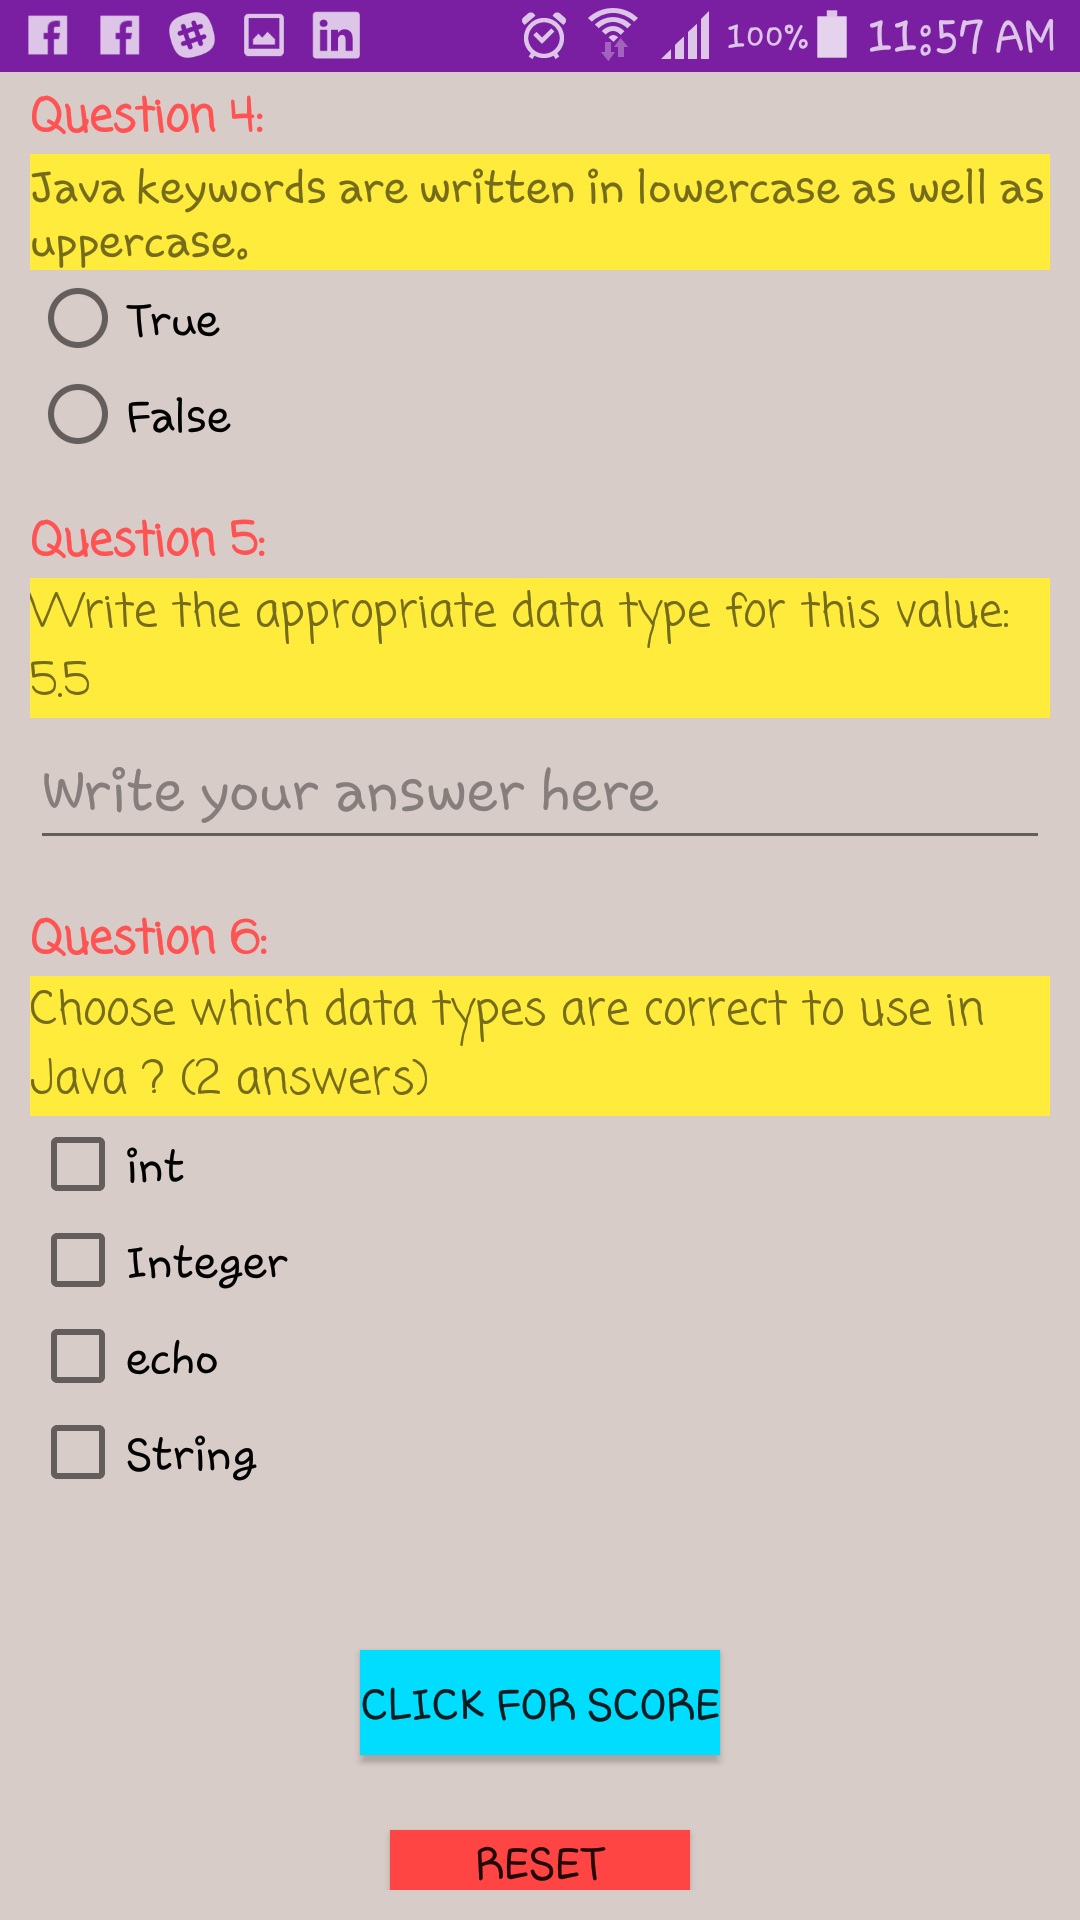 100% 11:57 AM
Question 4:
Java keywords are written in lowercase as well as
uppercase.
True
False
Question 5:
Write the appropriate data type for this value:
5.5
Write your answer here
Question 6:
Choose which data types are correct to use in
Java ? (2 answers)
int
Integer
echo
String
CLICK FOR SCORE
RESET